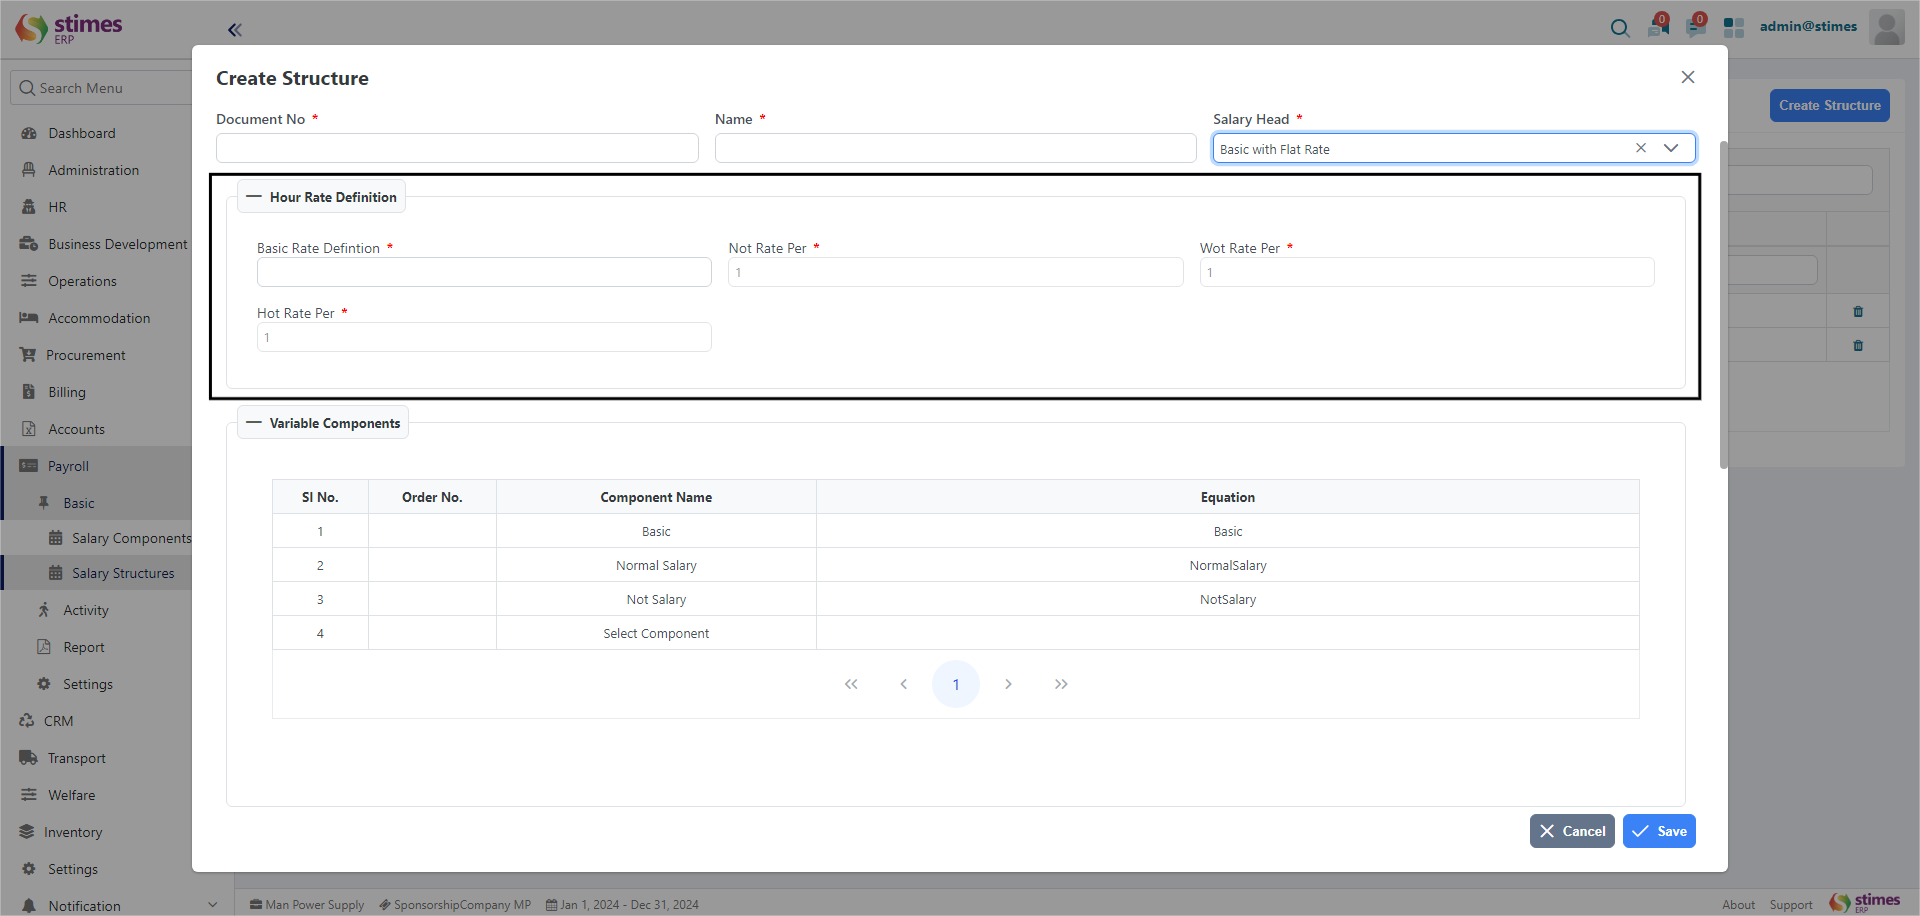 stimes
ERP
0
0
admin@stimes
Search Menu
Dashboard
Administration
HR
Business Development
Operations
Accommodation
Procurement
Billing
Accounts
Payroll
Basic
Salary Components
Salary Structures
Activity
Report
Settings
CRM
Transport
Welfare
Inventory
Settings
Notification
Create Structure
Create Structure
Document No *
Name *
Salary Head *
Basic with Flat Rate
Hour Rate Definition
Basic Rate Defintion *
Not Rate Per *
Wot Rate Per *
1
1
Hot Rate Per *
1
Variable Components
Sl No. Order No. Component Name Equation
1 Basic Basic
2 Normal Salary NormalSalary
3 Not Salary NotSalary
4 Select Component
1
Cancel
Save
Man Power Supply SponsorshipCompany MP Jan 1, 2024 - Dec 31, 2024
About Support
stimes
ERP